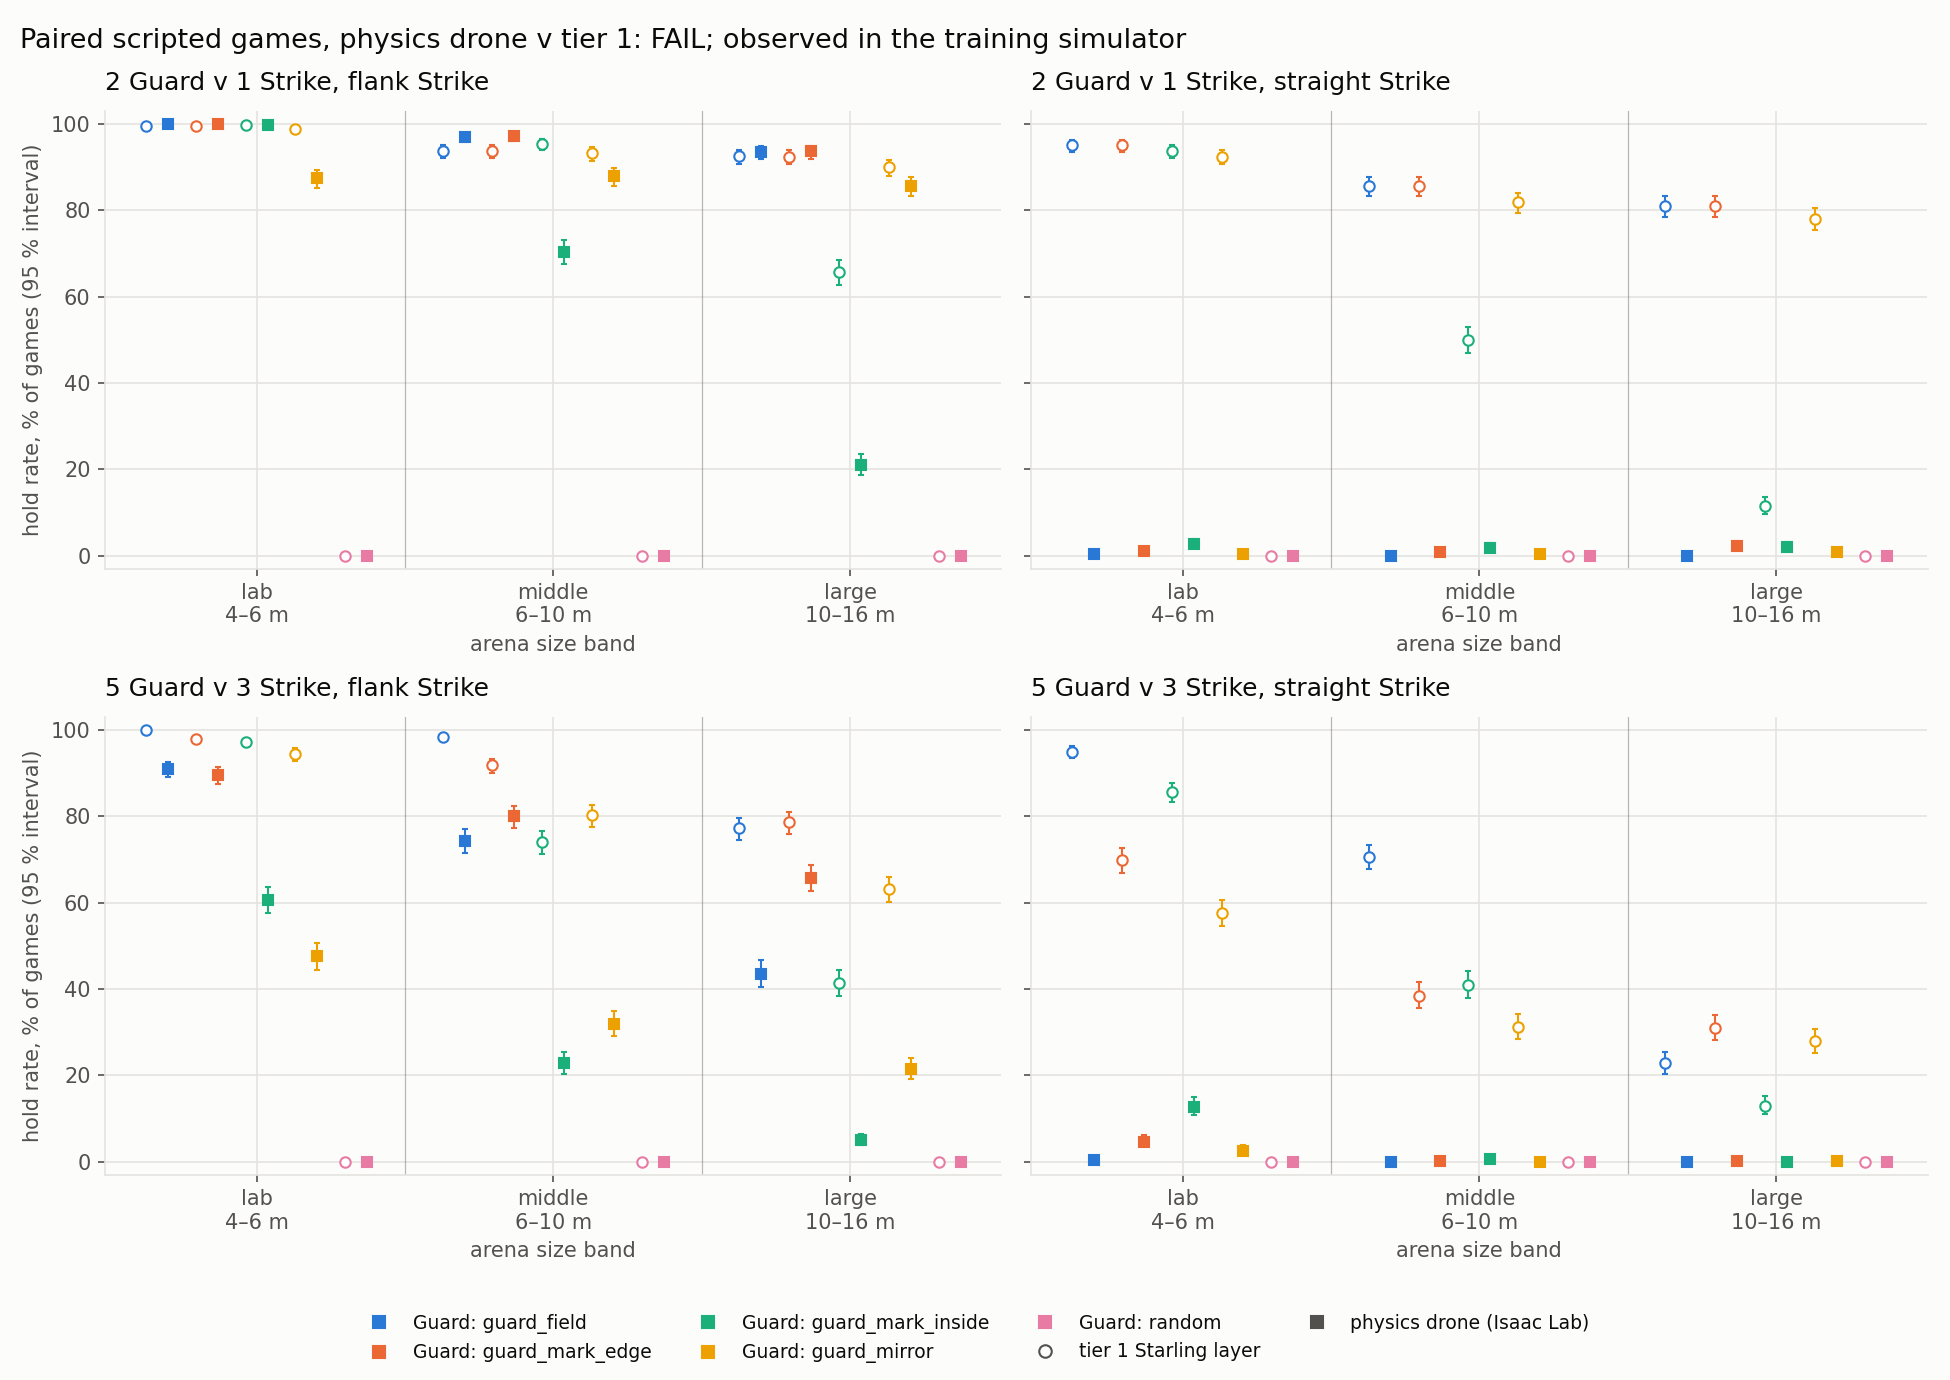 Paired scripted games, physics drone v tier 1: FAIL; observed in the training simulator
2 Guard v 1 Strike, flank Strike
hold rate, % of games (95 % interval)
100
80
60
40
20
0
lab
4–6 m
middle
6–10 m
large
10–16 m
arena size band
2 Guard v 1 Strike, straight Strike
lab
4–6 m
middle
6–10 m
large
10–16 m
arena size band
5 Guard v 3 Strike, flank Strike
hold rate, % of games (95 % interval)
100
80
60
40
20
0
lab
4–6 m
middle
6–10 m
large
10–16 m
arena size band
5 Guard v 3 Strike, straight Strike
lab
4–6 m
middle
6–10 m
large
10–16 m
arena size band
Guard: guard_field
Guard: guard_mark_edge
Guard: guard_mark_inside
Guard: guard_mirror
Guard: random
tier 1 Starling layer
physics drone (Isaac Lab)